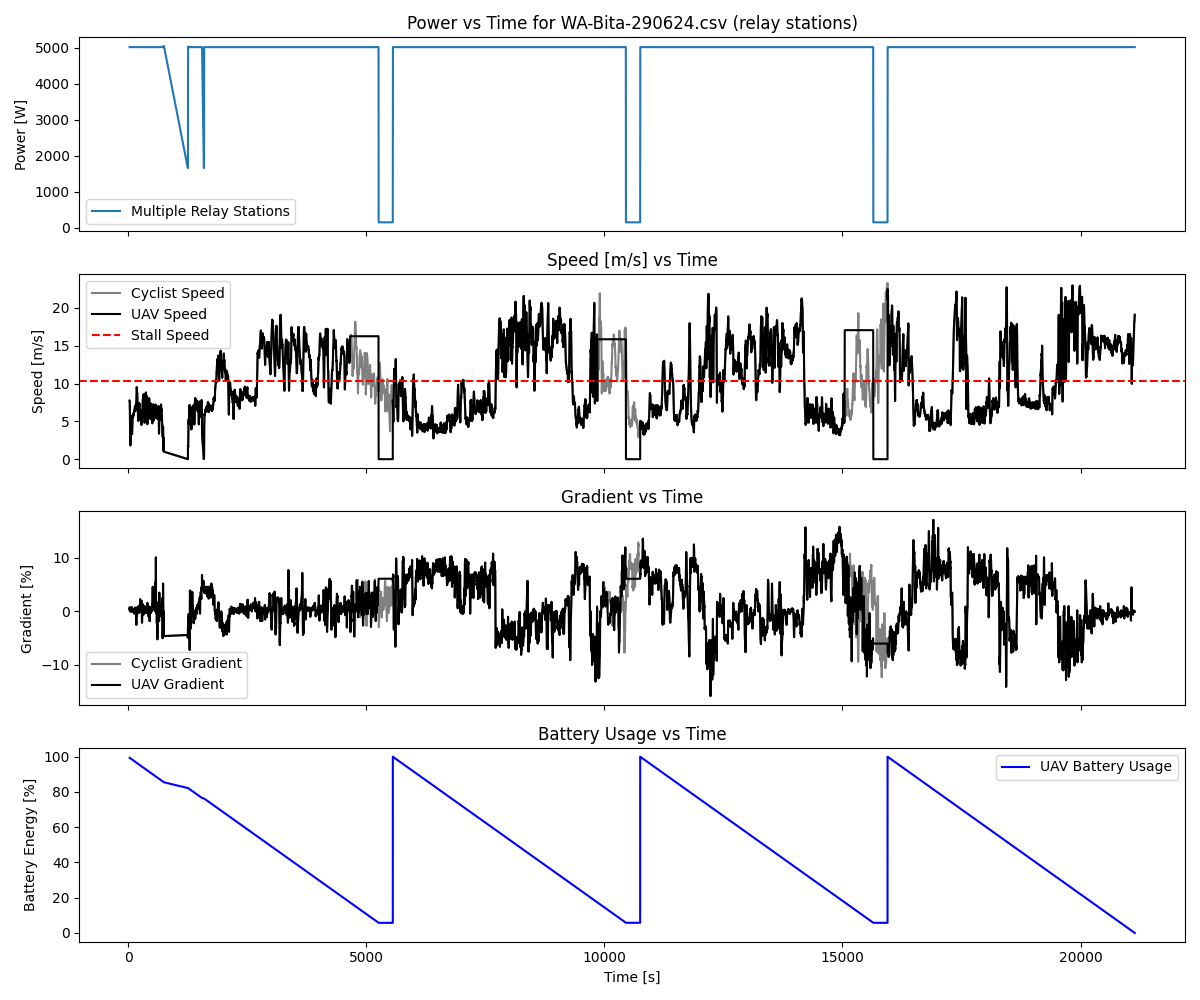 Power vs Time for WA-Bita-290624.csv (relay stations)
5000
4000
3000
2000
1000
0
Power [W]
Multiple Relay Stations
Speed [m/s] vs Time
20
15
10
5
0
Speed [m/s]
Cyclist Speed
UAV Speed
Stall Speed
Gradient vs Time
10
0
−10
Gradient [%]
Cyclist Gradient
UAV Gradient
Battery Usage vs Time
100
80
60
40
20
0
Battery Energy [%]
UAV Battery Usage
0 5000 10000 15000 20000
Time [s]